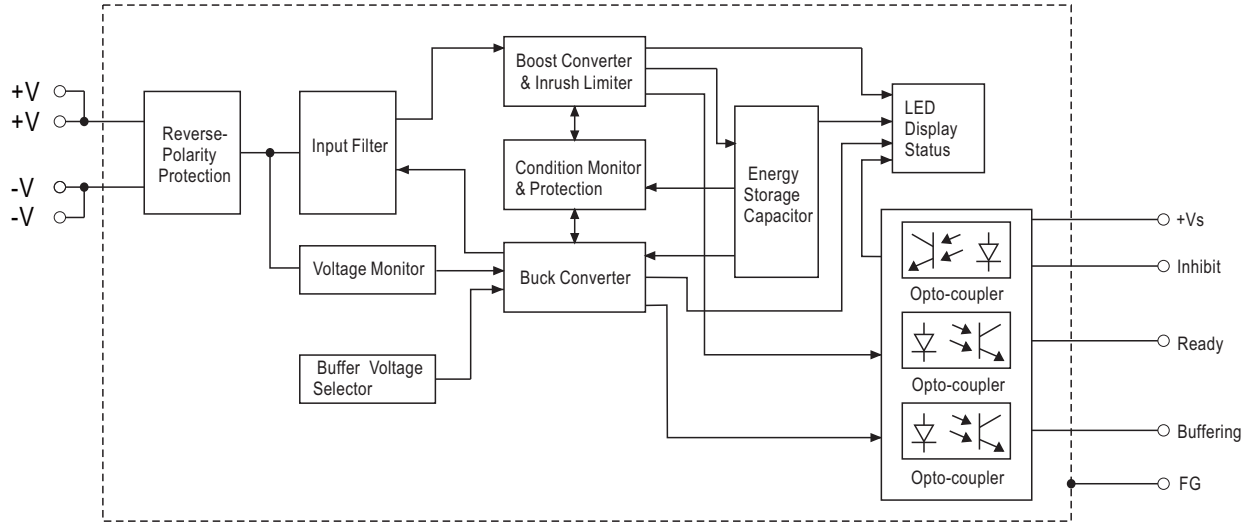 +V
+V
-V
-V
Reverse-
Polarity
Protection
Input Filter
Voltage Monitor
Buffer Voltage
Selector
Boost Converter
& Inrush Limiter
Condition Monitor
& Protection
Buck Converter
Energy
Storage
Capacitor
LED
Display
Status
Opto-coupler
Opto-coupler
Opto-coupler
+Vs
Inhibit
Ready
Buffering
FG